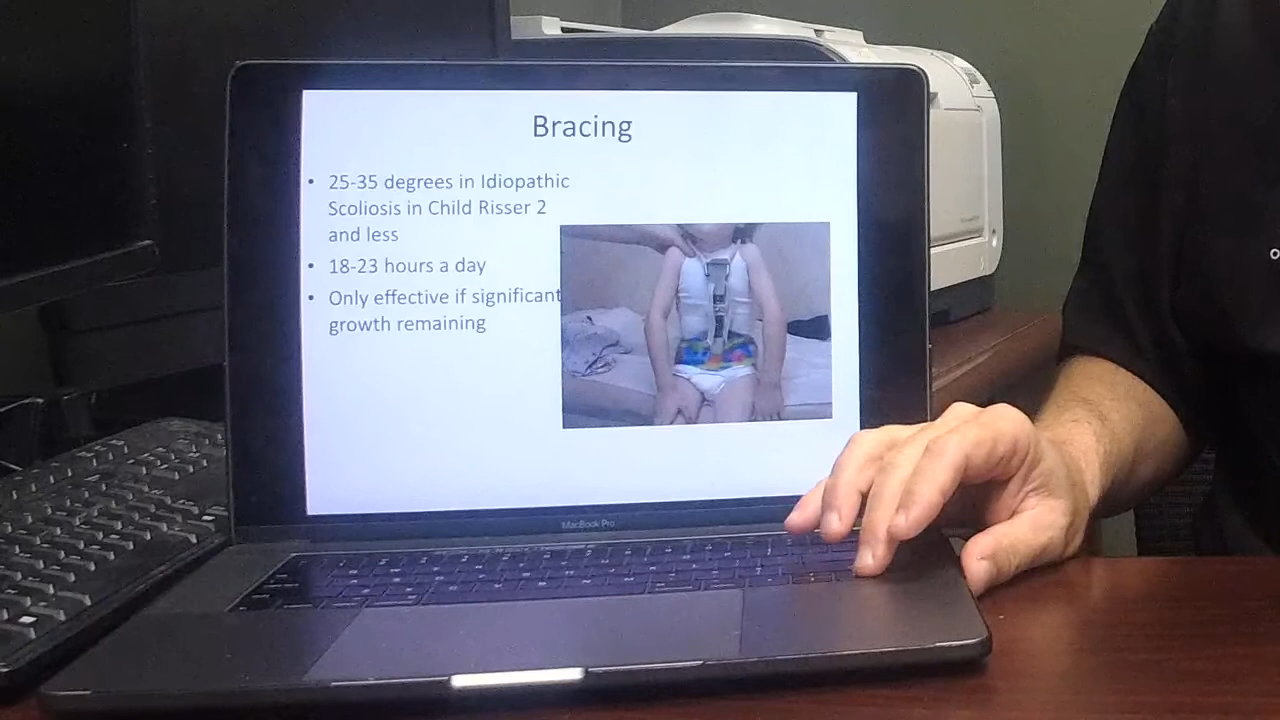 Bracing
• 25-35 degrees in Idiopathic
Scoliosis in Child Risser 2
and less
• 18-23 hours a day
• Only effective if significant
growth remaining
MacBook Pro